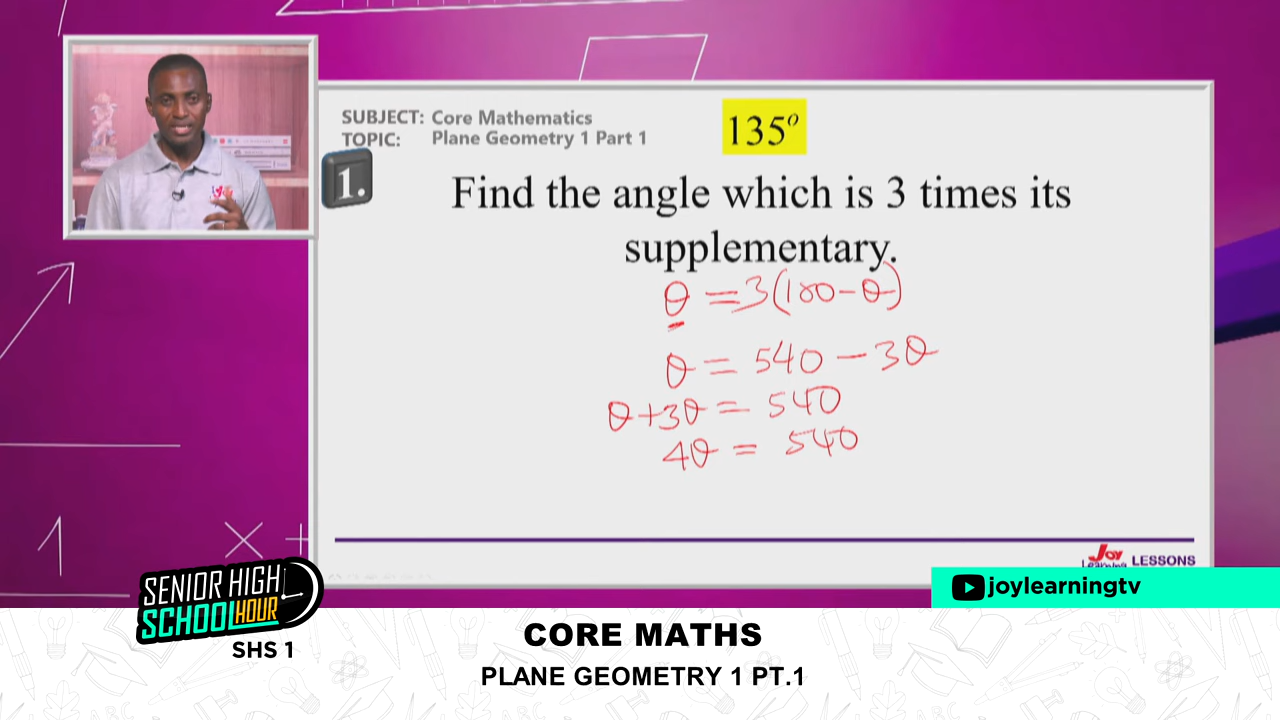 SUBJECT: Core Mathematics
TOPIC: Plane Geometry 1 Part 1
135°
1.
Find the angle which is 3 times its
supplementary.
θ = 3(180 - θ)
θ = 540 - 3θ
θ + 3θ = 540
4θ = 540
Joy
Learning
LESSONS
joylearningtv
SENIOR HIGH
SCHOOL HOUR
SHS 1
CORE MATHS
PLANE GEOMETRY 1 PT.1